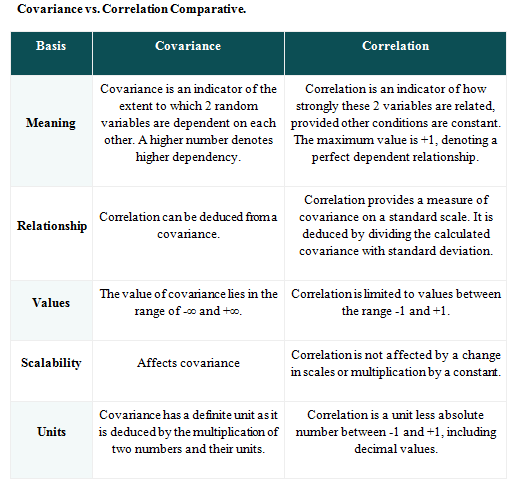 Covariance vs. Correlation Comparative.
Basis
Covariance
Correlation
Meaning
Covariance is an indicator of the
extent to which 2 random
variables are dependent on each
other. A higher number denotes
higher dependency.
Correlation is an indicator of how
strongly these 2 variables are related,
provided other conditions are constant.
The maximum value is +1, denoting a
perfect dependent relationship.
Relationship
Correlation can be deduced from a
covariance.
Correlation provides a measure of
covariance on a standard scale. It is
deduced by dividing the calculated
covariance with standard deviation.
Values
The value of covariance lies in the
range of -∞ and +∞.
Correlation is limited to values between
the range -1 and +1.
Scalability
Affects covariance
Correlation is not affected by a change
in scales or multiplication by a constant.
Units
Covariance has a definite unit as it
is deduced by the multiplication of
two numbers and their units.
Correlation is a unit less absolute
number between -1 and +1, including
decimal values.